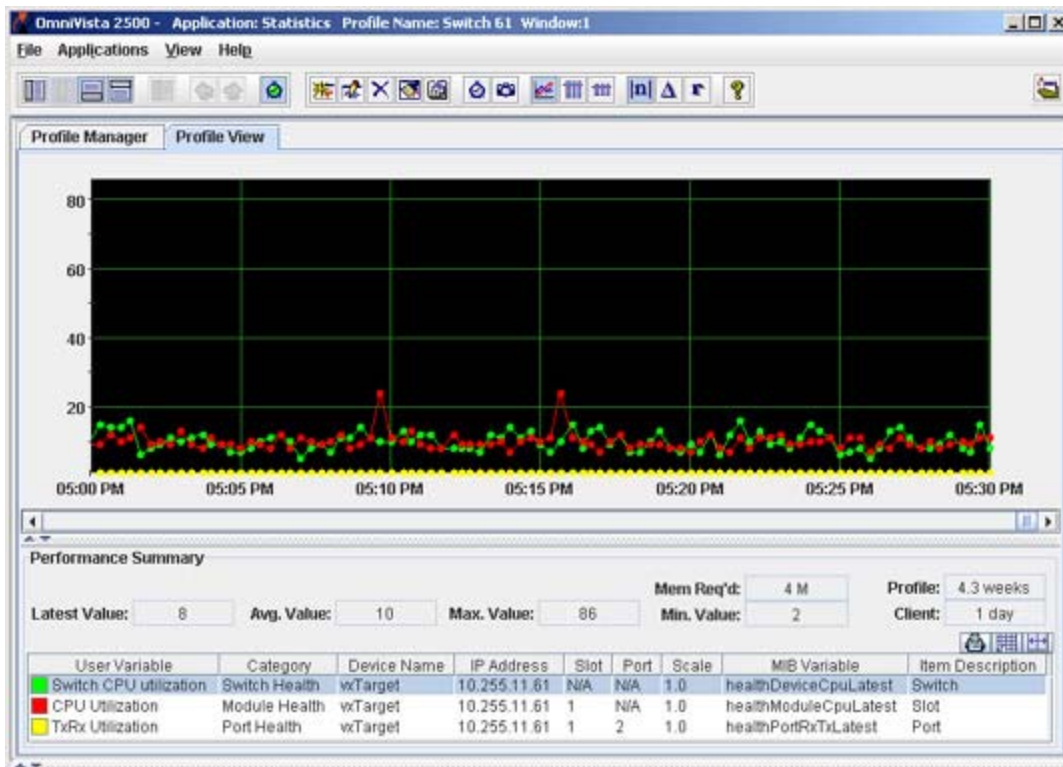 OmniVista 2500 - Application: Statistics Profile Name: Switch 61 Window:1
File Applications View Help
|n| Δ r ?
Profile Manager Profile View
80
60
40
20
05:00 PM 05:05 PM 05:10 PM 05:15 PM 05:20 PM 05:25 PM 05:30 PM
Performance Summary
Mem Req'd: 4 M Profile: 4.3 weeks
Latest Value: 8 Avg. Value: 10 Max. Value: 86 Min. Value: 2 Client: 1 day
User Variable Category Device Name IP Address Slot Port Scale MIB Variable Item Description
Switch CPU utilization Switch Health vxTarget 10.255.11.61 N/A N/A 1.0 healthDeviceCpuLatest Switch
CPU Utilization Module Health vxTarget 10.255.11.61 1 N/A 1.0 healthModuleCpuLatest Slot
TxRx Utilization Port Health vxTarget 10.255.11.61 1 2 1.0 healthPortRxTxLatest Port